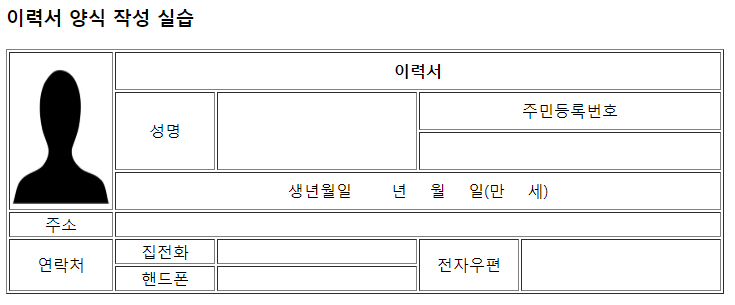 이력서 양식 작성 실습
이력서
성명
주민등록번호
생년월일 년 월 일(만 세)
주소
연락처
집전화
전자우편
핸드폰